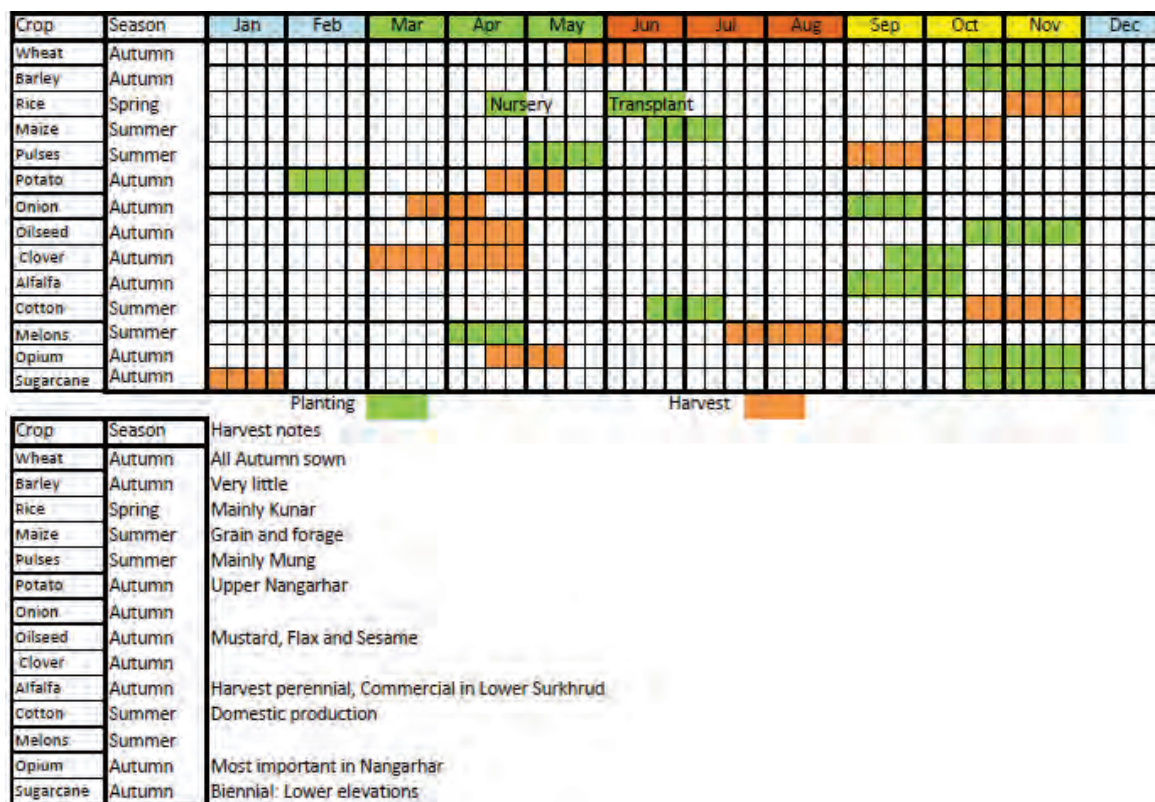 Crop Season Jan Feb Mar Apr May Jun Jul Aug Sep Oct Nov Dec
Wheat Autumn
Barley Autumn
Rice Spring Nursery Transplant
Maize Summer
Pulses Summer
Potato Autumn
Onion Autumn
Oilseed Autumn
Clover Autumn
Alfalfa Autumn
Cotton Summer
Melons Summer
Opium Autumn
Sugarcane Autumn
Planting Harvest
Crop Season Harvest notes
Wheat Autumn All Autumn sown
Barley Autumn Very little
Rice Spring Mainly Kunar
Maize Summer Grain and forage
Pulses Summer Mainly Mung
Potato Autumn Upper Nangarhar
Onion Autumn
Oilseed Autumn Mustard, Flax and Sesame
Clover Autumn
Alfalfa Autumn Harvest perennial, Commercial in Lower Surkhrud
Cotton Summer Domestic production
Melons Summer
Opium Autumn Most important in Nangarhar
Sugarcane Autumn Biennial: Lower elevations